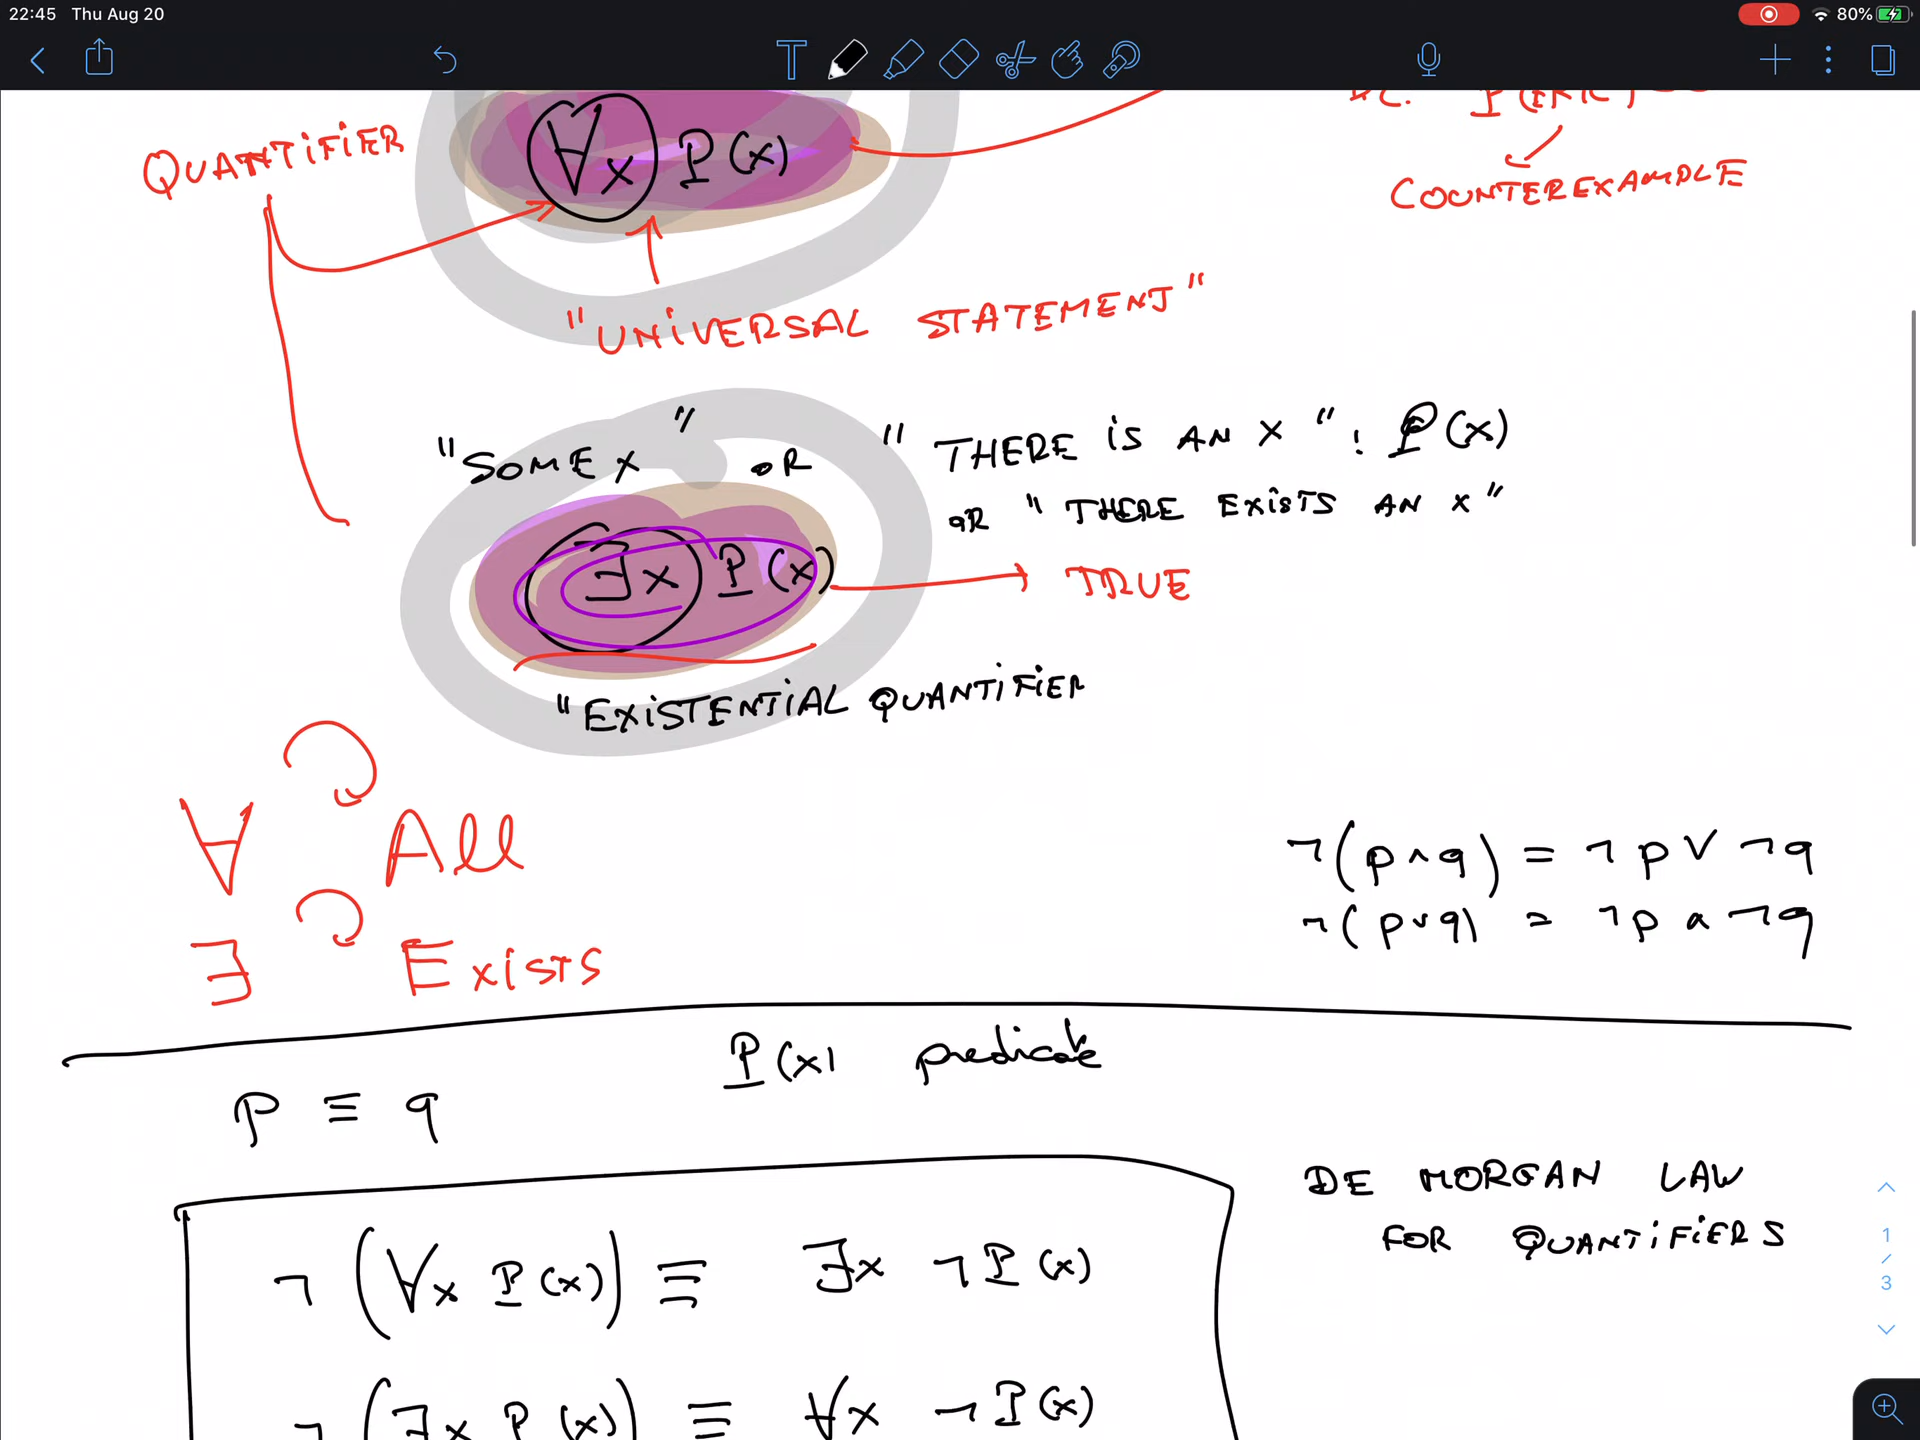 22:45 Thu Aug 20
80%
QUANTIFIER
∀x P(x)
COUNTEREXAMPLE
"UNIVERSAL STATEMENT"
"SOME x" OR "THERE IS AN X": P(x)
OR "THERE EXISTS AN X"
∃x P(x) → TRUE
"EXISTENTIAL QUANTIFIER
∀ All
∃ Exists
¬(p∧q) = ¬p∨¬q
¬(p∨q) = ¬p∧¬q
P(x) predicate
P ≡ q
DE MORGAN LAW
FOR QUANTIFIERS
¬(∀x P(x)) ≡ ∃x ¬P(x)
¬(∃x P(x)) ≡ ∀x ¬P(x)
1
/
3